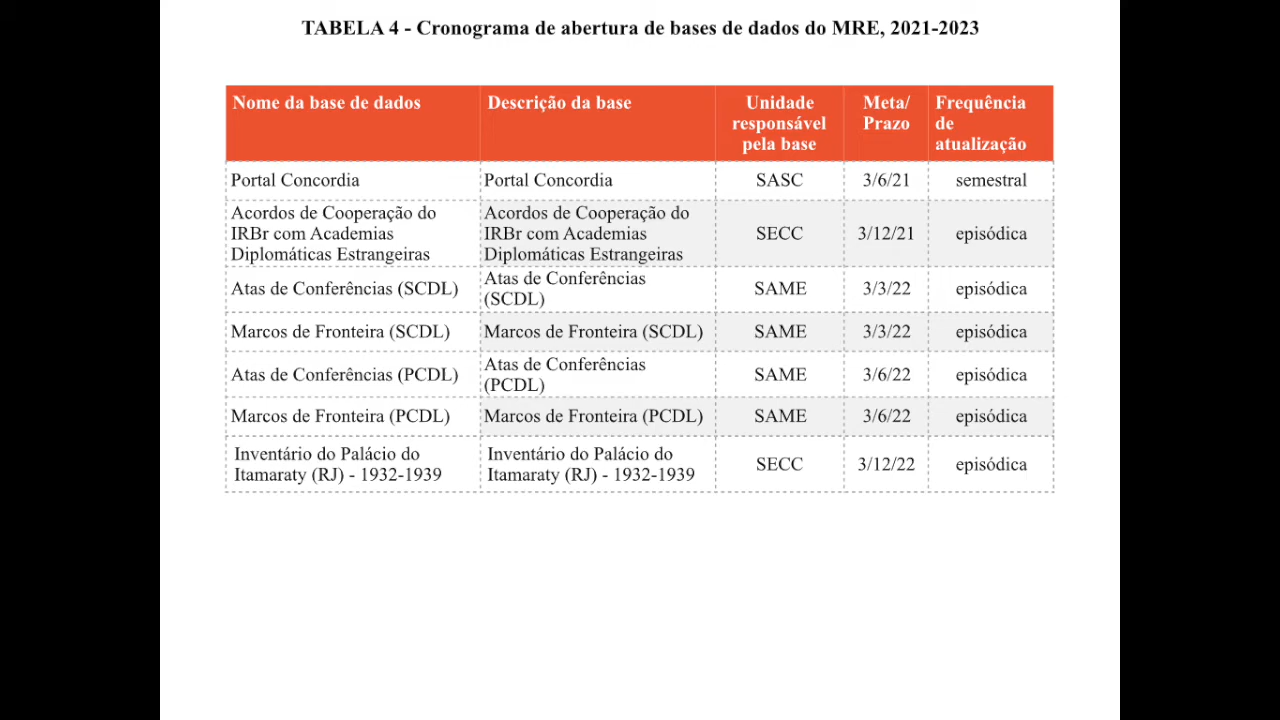 TABELA 4 - Cronograma de abertura de bases de dados do MRE, 2021-2023
Nome da base de dados
Descrição da base
Unidade
responsável
pela base
Meta/
Prazo
Frequência
de
atualização
Portal Concordia
Portal Concordia
SASC
3/6/21
semestral
Acordos de Cooperação do
IRBr com Academias
Diplomáticas Estrangeiras
Acordos de Cooperação do
IRBr com Academias
Diplomáticas Estrangeiras
SECC
3/12/21
episódica
Atas de Conferências (SCDL)
Atas de Conferências
(SCDL)
SAME
3/3/22
episódica
Marcos de Fronteira (SCDL)
Marcos de Fronteira (SCDL)
SAME
3/3/22
episódica
Atas de Conferências (PCDL)
Atas de Conferências
(PCDL)
SAME
3/6/22
episódica
Marcos de Fronteira (PCDL)
Marcos de Fronteira (PCDL)
SAME
3/6/22
episódica
Inventário do Palácio do
Itamaraty (RJ) - 1932-1939
Inventário do Palácio do
Itamaraty (RJ) - 1932-1939
SECC
3/12/22
episódica